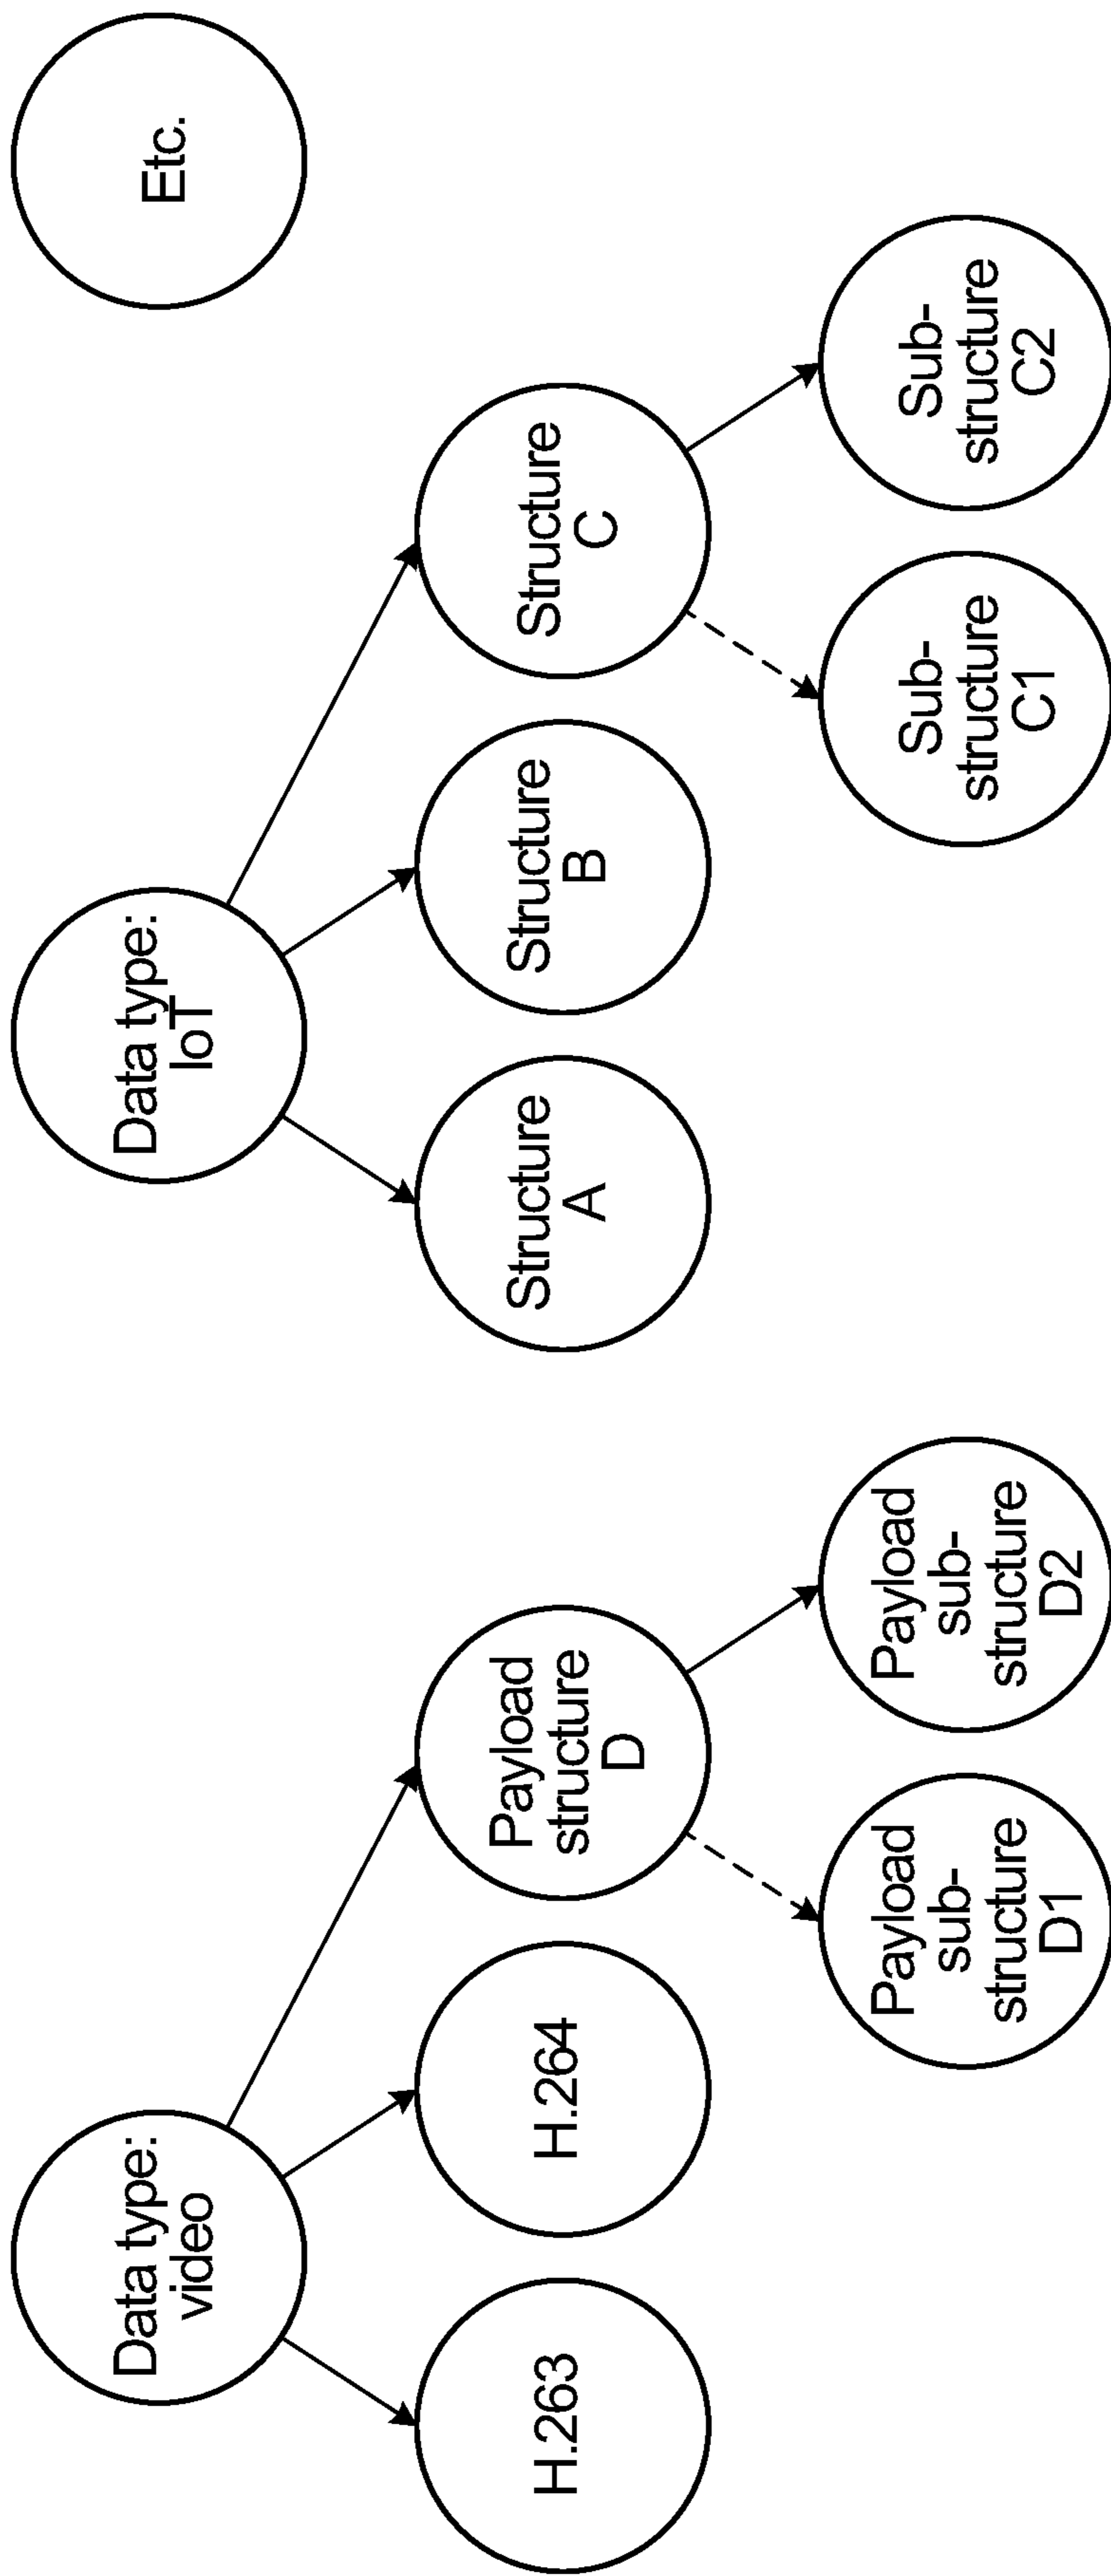 Data type:
video
Data type:
IoT
Etc.
H.263
H.264
Payload
structure
D
Structure
A
Structure
B
Structure
C
Payload
sub-
structure
D1
Payload
sub-
structure
D2
Sub-
structure
C1
Sub-
structure
C2